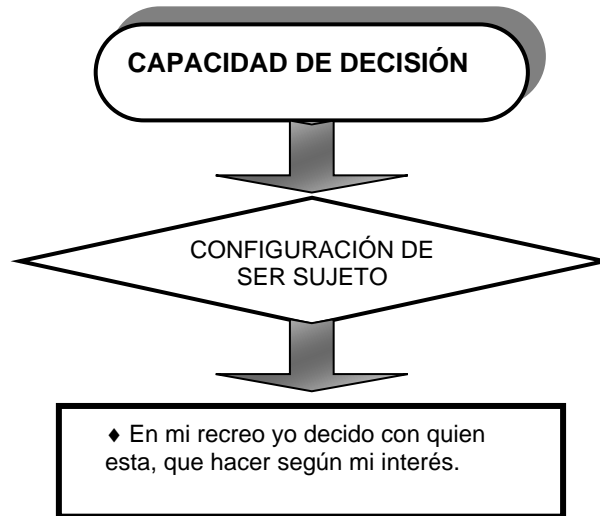 CAPACIDAD DE DECISIÓN
CONFIGURACIÓN DE
SER SUJETO
♦ En mi recreo yo decido con quien
esta, que hacer según mi interés.